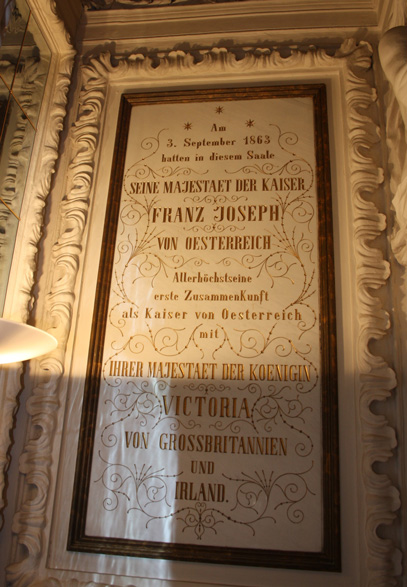 Am
3. September 1863
hatten in diesem Saale
SEINE MAJESTAET DER KAISER
FRANZ JOSEPH
VON OESTERREICH
Allerhöchstseine
erste Zusammenkunft
als Kaiser von Oesterreich
mit
IHRER MAJESTAET DER KOENIGIN
VICTORIA
VON GROSSBRITANNIEN
UND
IRLAND.